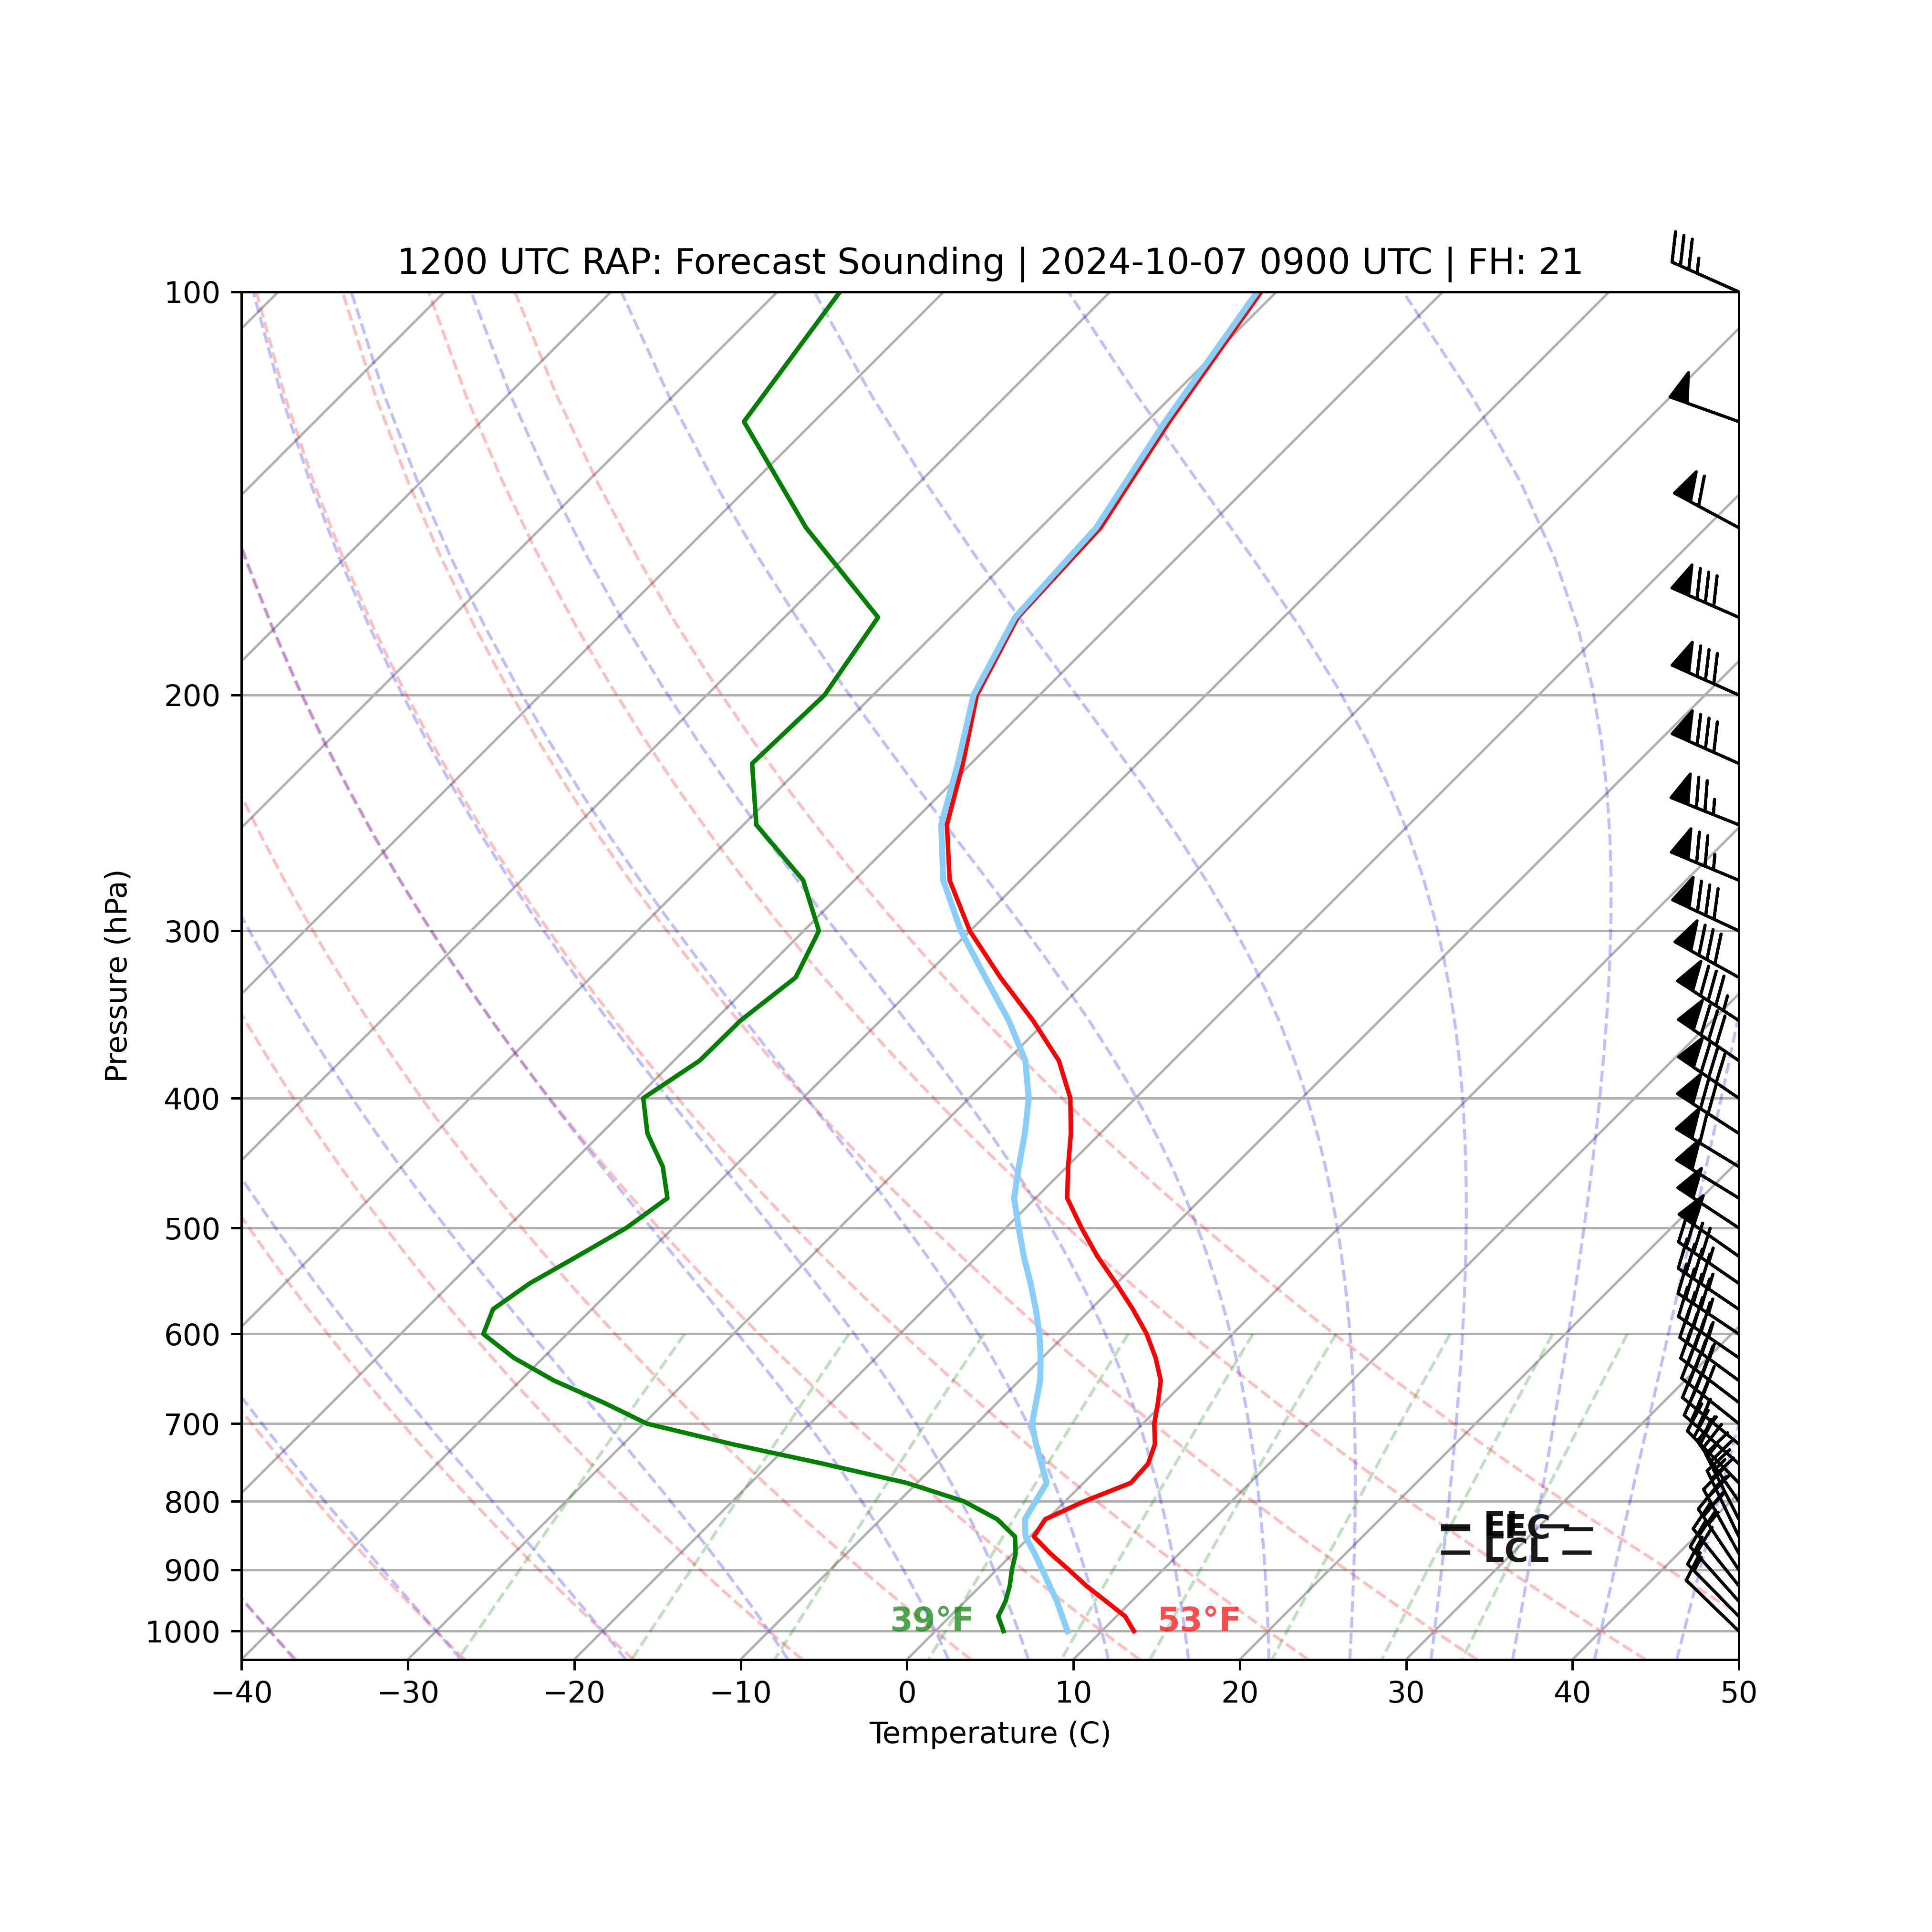 1200 UTC RAP: Forecast Sounding | 2024-10-07 0900 UTC | FH: 21
100
200
300
400
500
600
700
800
900
1000
Pressure (hPa)
— LCL —
39°F
53°F
−40 −30 −20 −10 0 10 20 30 40 50
Temperature (C)